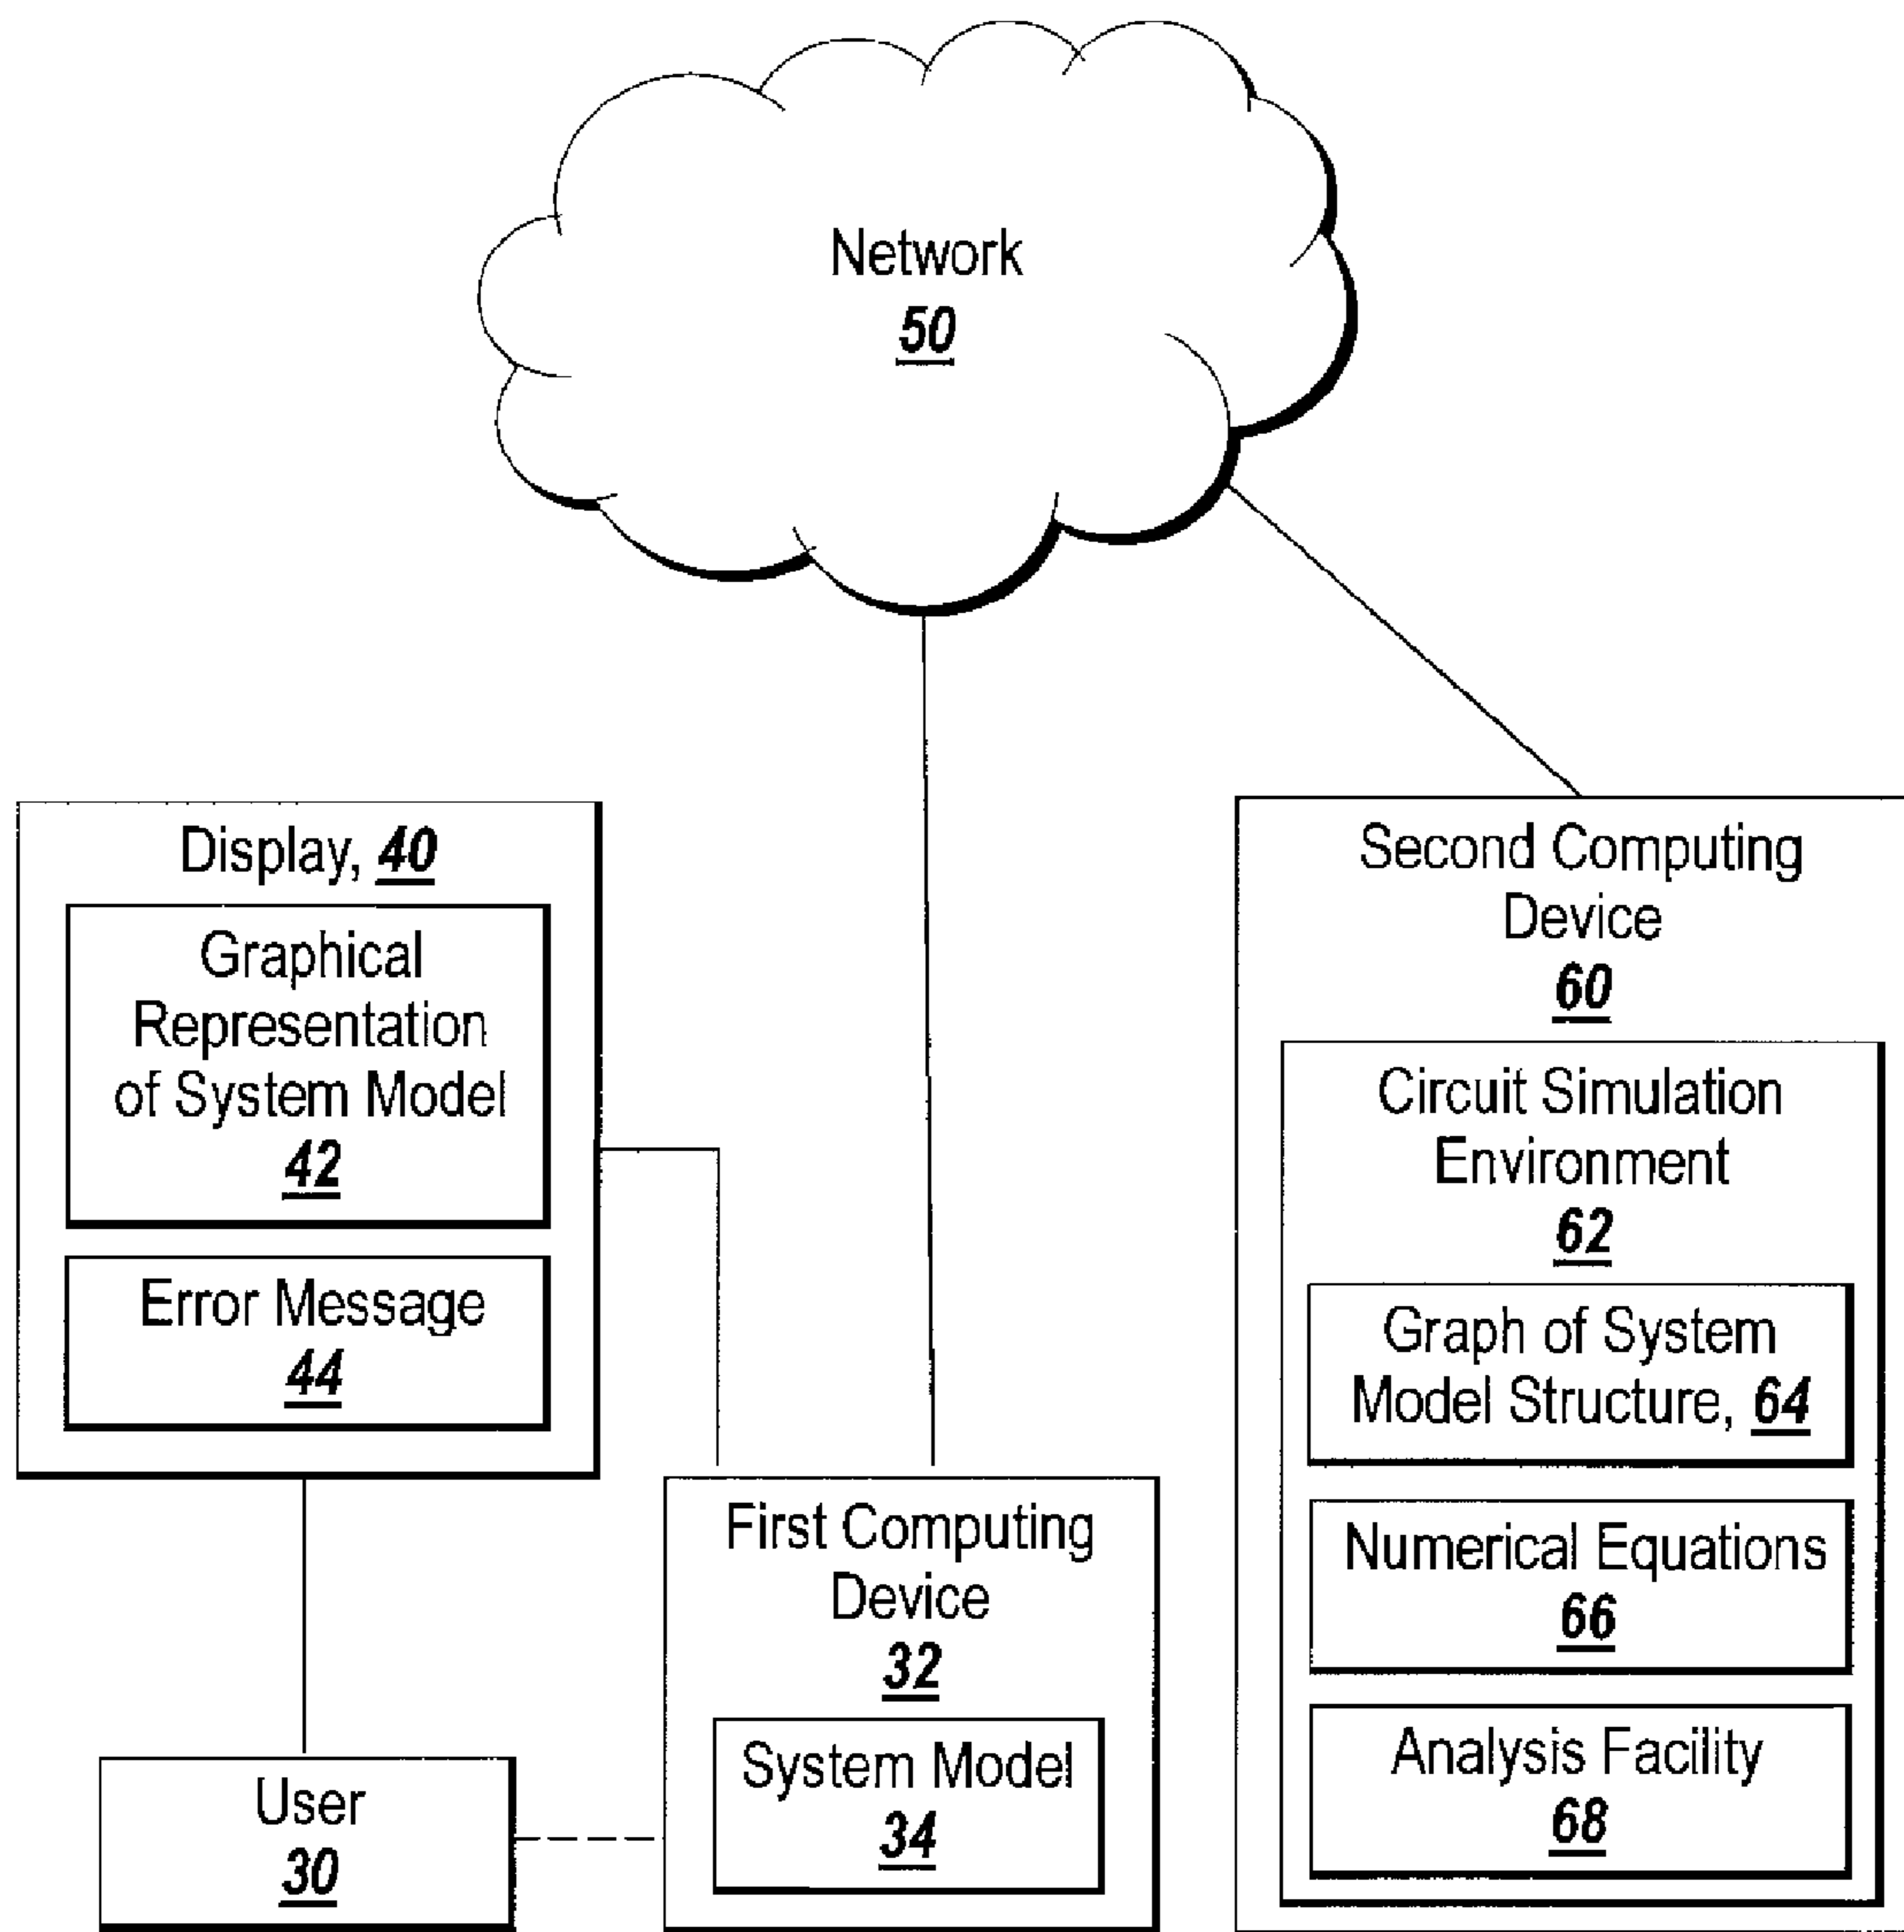 Network
50
Display, 40
Graphical
Representation
of System Model
42
Error Message
44
User
30
First Computing
Device
32
System Model
34
Second Computing
Device
60
Circuit Simulation
Environment
62
Graph of System
Model Structure, 64
Numerical Equations
66
Analysis Facility
68